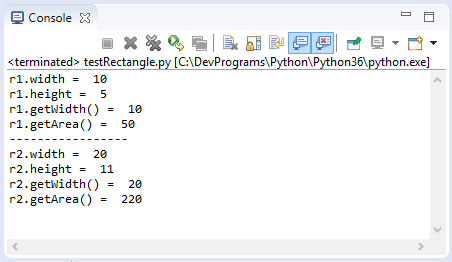 Console
<terminated> testRectangle.py [C:\DevPrograms\Python\Python36\python.exe]
r1.width =  10
r1.height =  5
r1.getWidth() =  10
r1.getArea() =  50
-----------------
r2.width =  20
r2.height =  11
r2.getWidth() =  20
r2.getArea() =  220